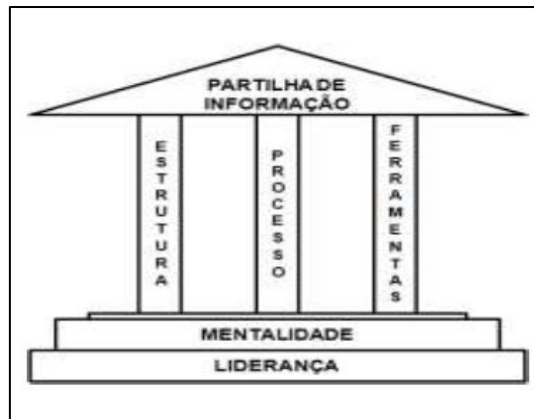 PARTILHA DE
INFORMAÇÃO
ESTRUTURA
PROCESSO
FERRAMENTAS
MENTALIDADE
LIDERANÇA